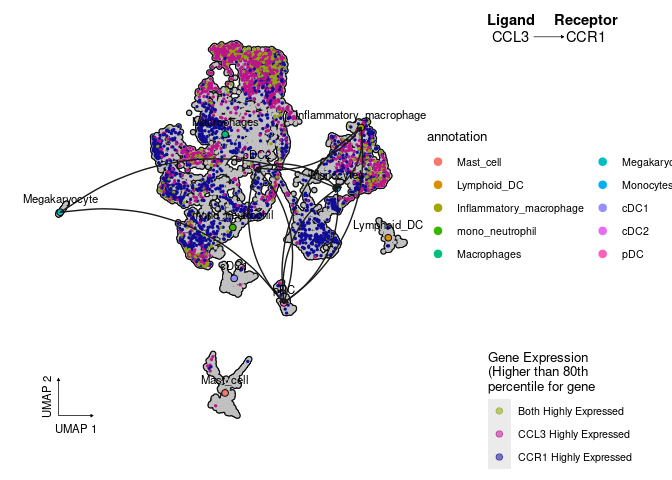 Ligand Receptor
CCL3 CCR1
Inflammatory_macrophage
Macrophages
annotation
cDC2
Mast_cell
Megakaryo
Lymphoid_DC
Monocytes
Inflammatory_macrophage
cDC1
mono_neutrophil
cDC2
Macrophages
pDC
Megakaryocyte
mono_neutrophil
Lymphoid_DC
cDC1
pDC
Gene Expression
(Higher than 80th
percentile for gene
Both Highly Expressed
CCL3 Highly Expressed
CCR1 Highly Expressed
Mast_cell
UMAP 2
UMAP 1